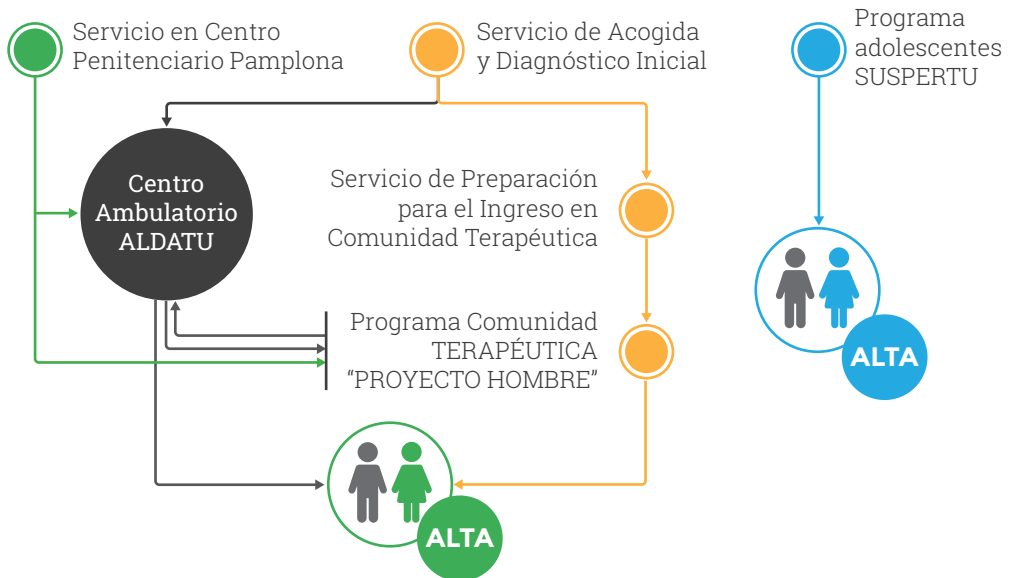 Servicio en Centro
Penitenciario Pamplona
Servicio de Acogida
y Diagnóstico Inicial
Programa
adolescentes
SUSPERTU
Centro
Ambulatorio
ALDATU
Servicio de Preparación
para el Ingreso en
Comunidad Terapéutica
Programa Comunidad
TERAPÉUTICA
“PROYECTO HOMBRE”
ALTA
ALTA